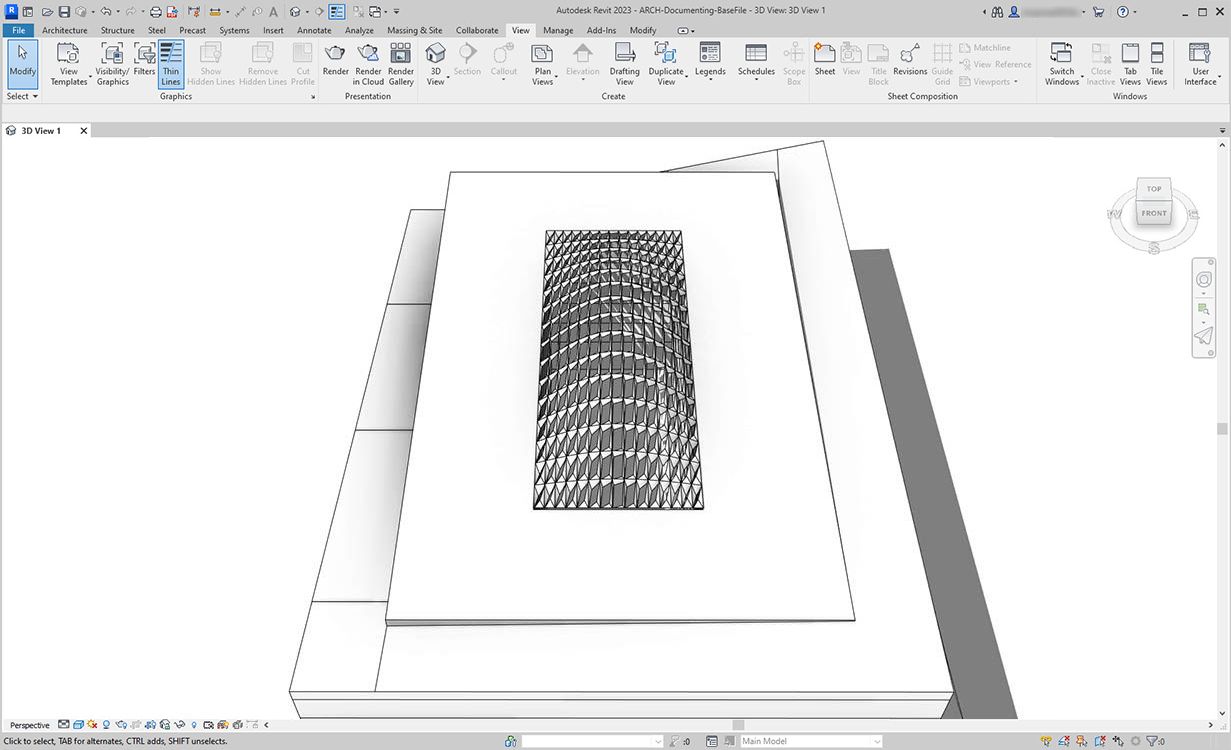 R
Autodesk Revit 2023 - ARCH-Documenting-BaseFile - 3D View: 3D View 1
File Architecture Structure Steel Precast Systems Insert Annotate Analyze Massing & Site Collaborate View Manage Add-Ins Modify
Modify
View Templates
Visibility/ Graphics
Filters
Thin Lines
Show Hidden Lines
Remove Hidden Lines
Cut Profile
Render
Render in Cloud
Render Gallery
3D View
Section
Callout
Plan Views
Elevation
Drafting View
Duplicate View
Legends
Schedules
Scope Box
Sheet
View
Title Block
Revisions
Guide Grid
Matchline
View Reference
Viewports
Switch Windows
Close Inactive
Tab Views
Tile Views
User Interface
Select Graphics Presentation Create Sheet Composition Windows
3D View 1
TOP
FRONT
W
E
S
Perspective
Click to select, TAB for alternates, CTRL adds, SHIFT unselects.
:0
Main Model
:0